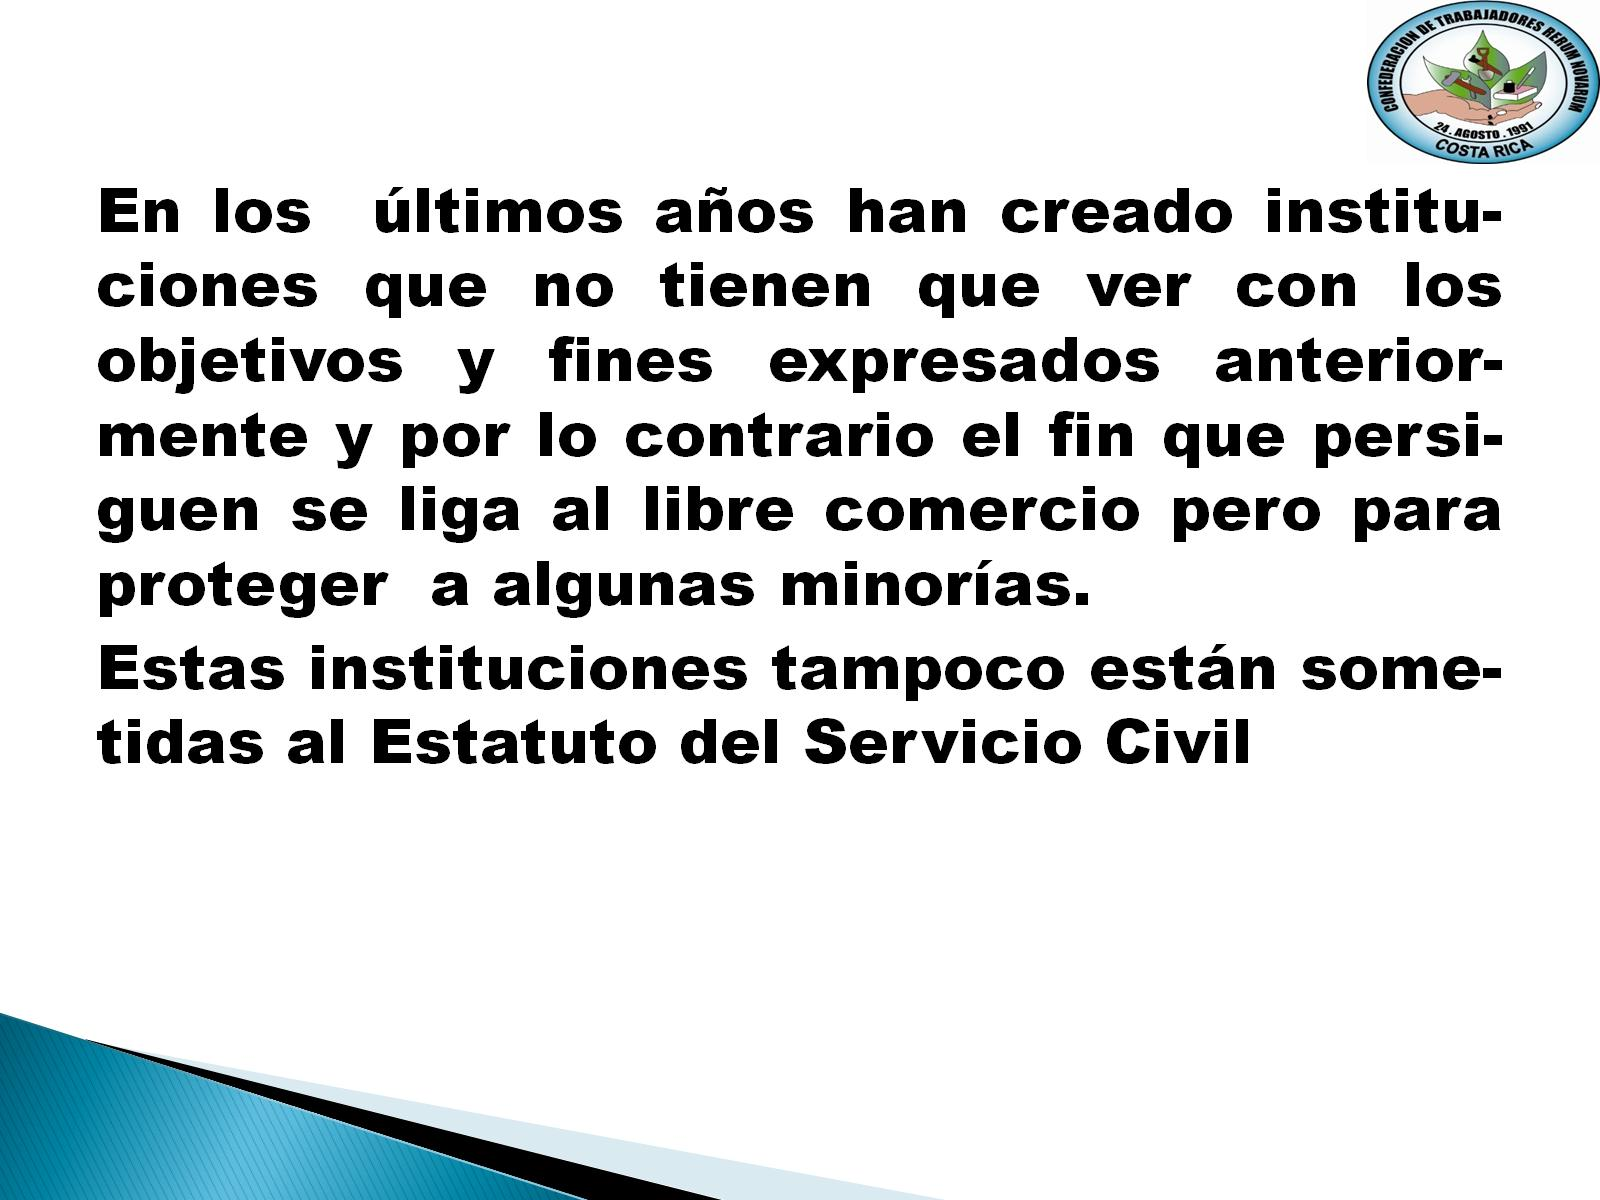 CONFEDERACION DE TRABAJADORES RERUM NOVARUM
24 . AGOSTO . 1991
COSTA RICA
En los  últimos años han creado institu-
ciones que no tienen que ver con los
objetivos y fines expresados anterior-
mente y por lo contrario el fin que persi-
guen se liga al libre comercio pero para
proteger  a algunas minorías.
Estas instituciones tampoco están some-
tidas al Estatuto del Servicio Civil